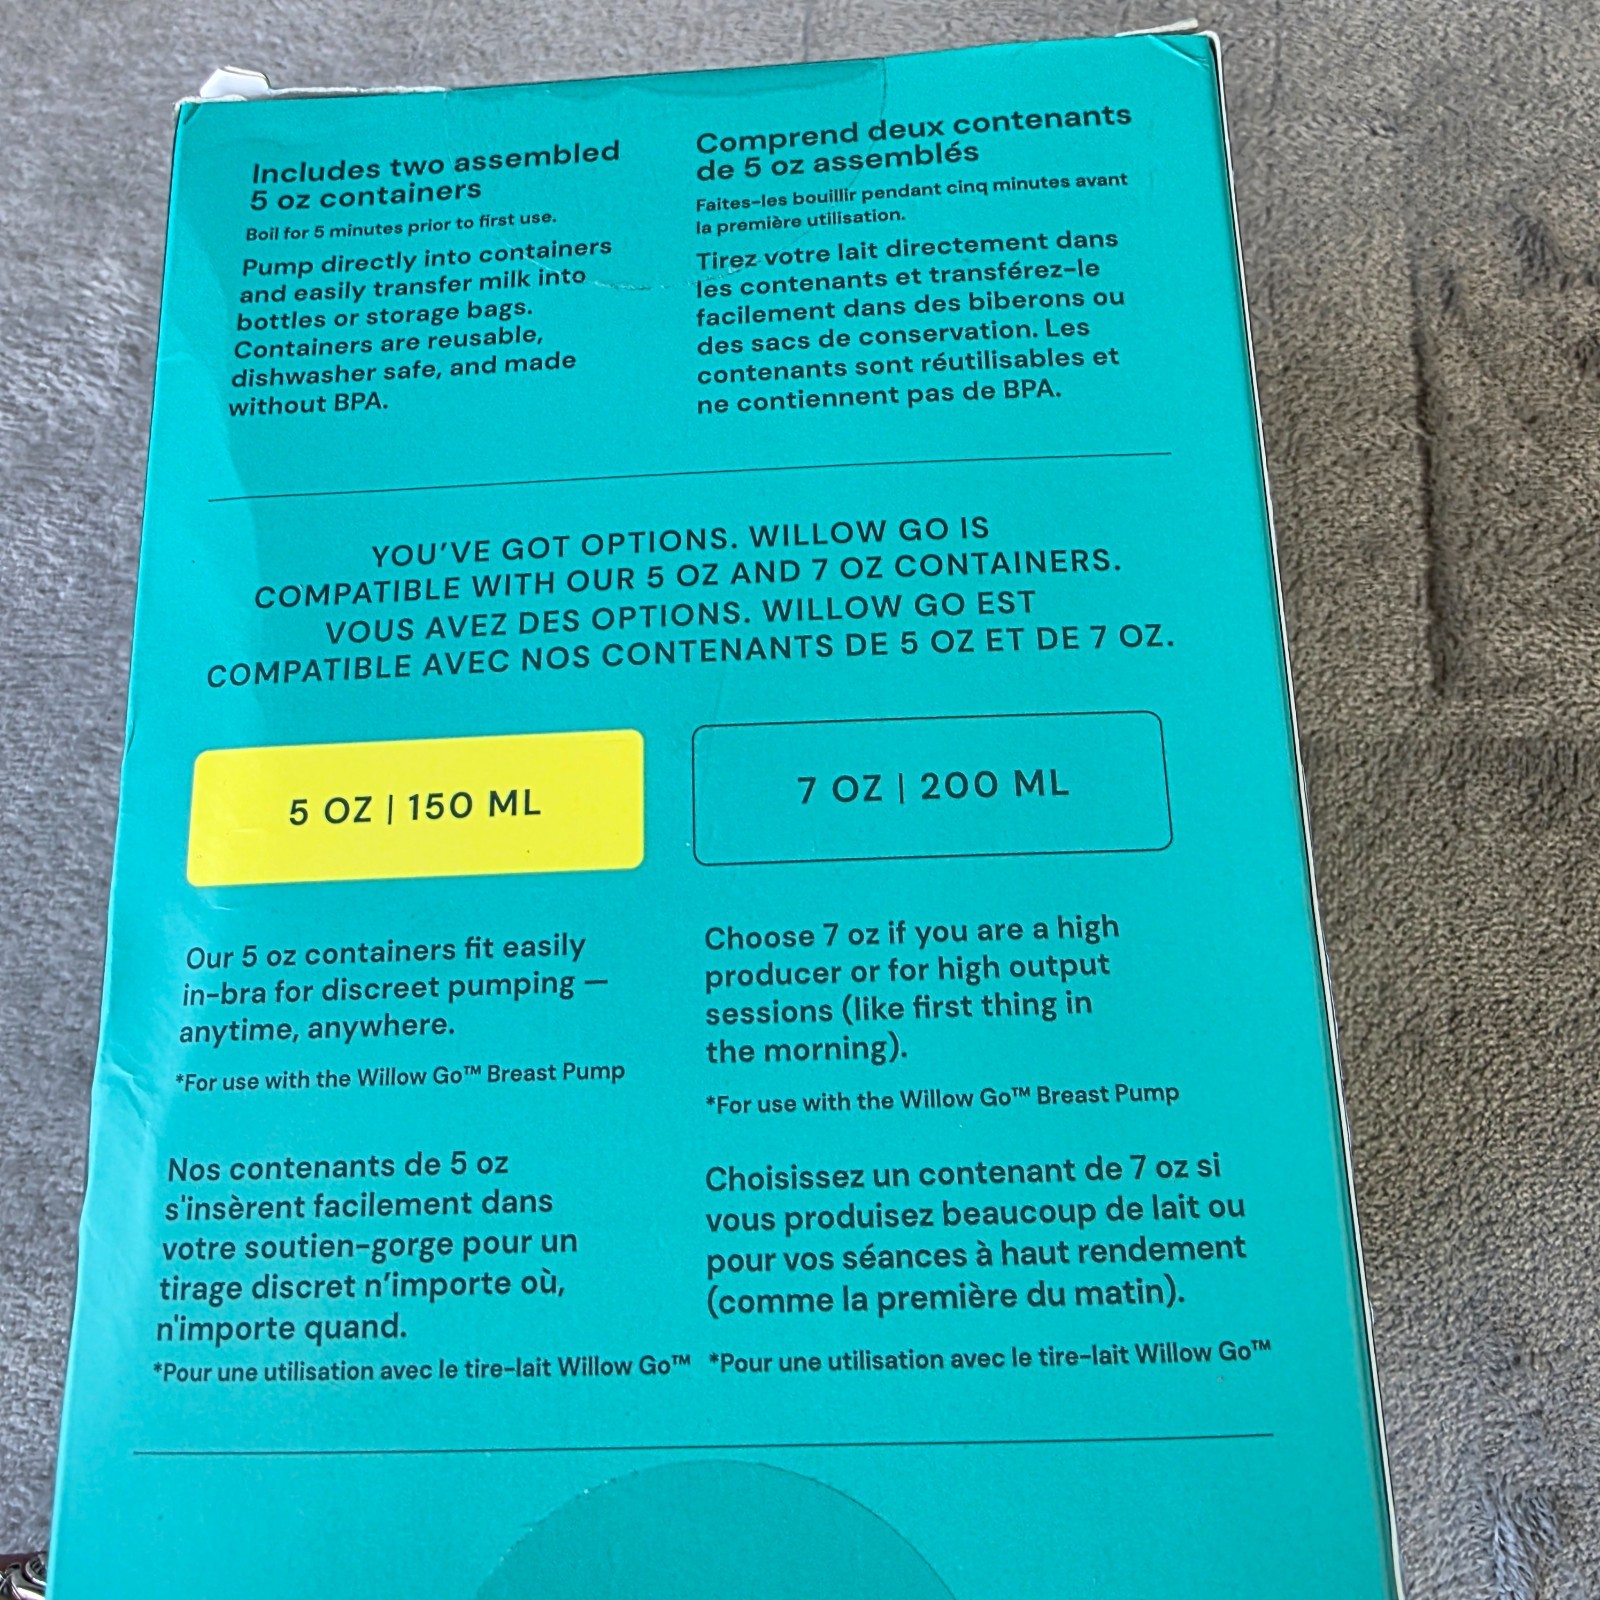 Includes two assembled
5 oz containers
Boil for 5 minutes prior to first use.
Pump directly into containers
and easily transfer milk into
bottles or storage bags.
Containers are reusable,
dishwasher safe, and made
without BPA.
Comprend deux contenants
de 5 oz assemblés
Faites-les bouillir pendant cinq minutes avant
la première utilisation.
Tirez votre lait directement dans
les contenants et transférez-le
facilement dans des biberons ou
des sacs de conservation. Les
contenants sont réutilisables et
ne contiennent pas de BPA.
YOU'VE GOT OPTIONS. WILLOW GO IS
COMPATIBLE WITH OUR 5 OZ AND 7 OZ CONTAINERS.
VOUS AVEZ DES OPTIONS. WILLOW GO EST
COMPATIBLE AVEC NOS CONTENANTS DE 5 OZ ET DE 7 OZ.
5 OZ | 150 ML
7 OZ | 200 ML
Our 5 oz containers fit easily
in-bra for discreet pumping —
anytime, anywhere.
*For use with the Willow Go™ Breast Pump
Nos contenants de 5 oz
s'insèrent facilement dans
votre soutien-gorge pour un
tirage discret n'importe où,
n'importe quand.
*Pour une utilisation avec le tire-lait Willow Go™
Choose 7 oz if you are a high
producer or for high output
sessions (like first thing in
the morning).
*For use with the Willow Go™ Breast Pump
Choisissez un contenant de 7 oz si
vous produisez beaucoup de lait ou
pour vos séances à haut rendement
(comme la première du matin).
*Pour une utilisation avec le tire-lait Willow Go™